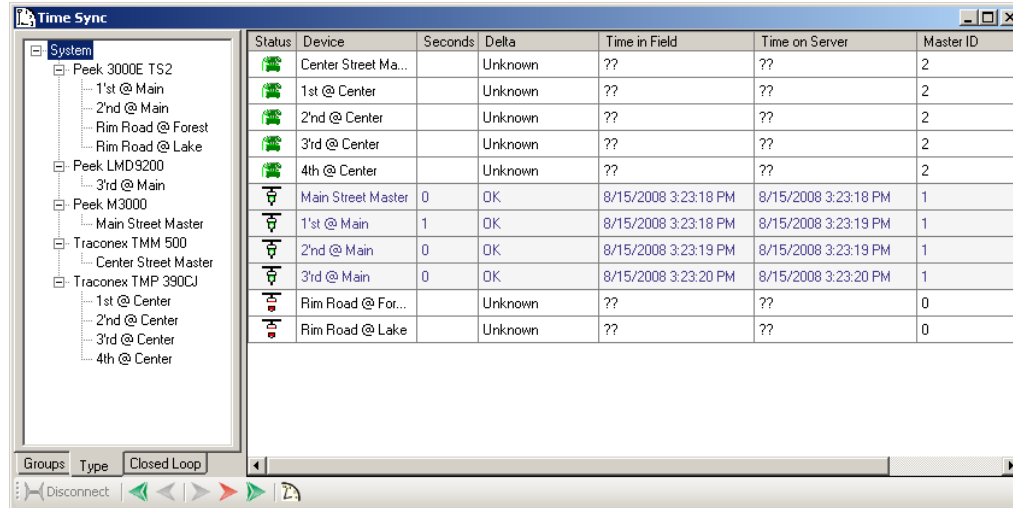 Time Sync
System
Peek 3000E TS2
1'st @ Main
2'nd @ Main
Rim Road @ Forest
Rim Road @ Lake
Peek LMD9200
3'rd @ Main
Peek M3000
Main Street Master
Traconex TMM 500
Center Street Master
Traconex TMP 390CJ
1st @ Center
2'nd @ Center
3'rd @ Center
4th @ Center
Groups Type Closed Loop
Status Device Seconds Delta Time in Field Time on Server Master ID
Center Street Ma... Unknown ?? ?? 2
1st @ Center Unknown ?? ?? 2
2'nd @ Center Unknown ?? ?? 2
3'rd @ Center Unknown ?? ?? 2
4th @ Center Unknown ?? ?? 2
Main Street Master 0 OK 8/15/2008 3:23:18 PM 8/15/2008 3:23:18 PM 1
1'st @ Main 1 OK 8/15/2008 3:23:18 PM 8/15/2008 3:23:19 PM 1
2'nd @ Main 0 OK 8/15/2008 3:23:19 PM 8/15/2008 3:23:19 PM 1
3'rd @ Main 0 OK 8/15/2008 3:23:20 PM 8/15/2008 3:23:20 PM 1
Rim Road @ For... Unknown ?? ?? 0
Rim Road @ Lake Unknown ?? ?? 0
Disconnect